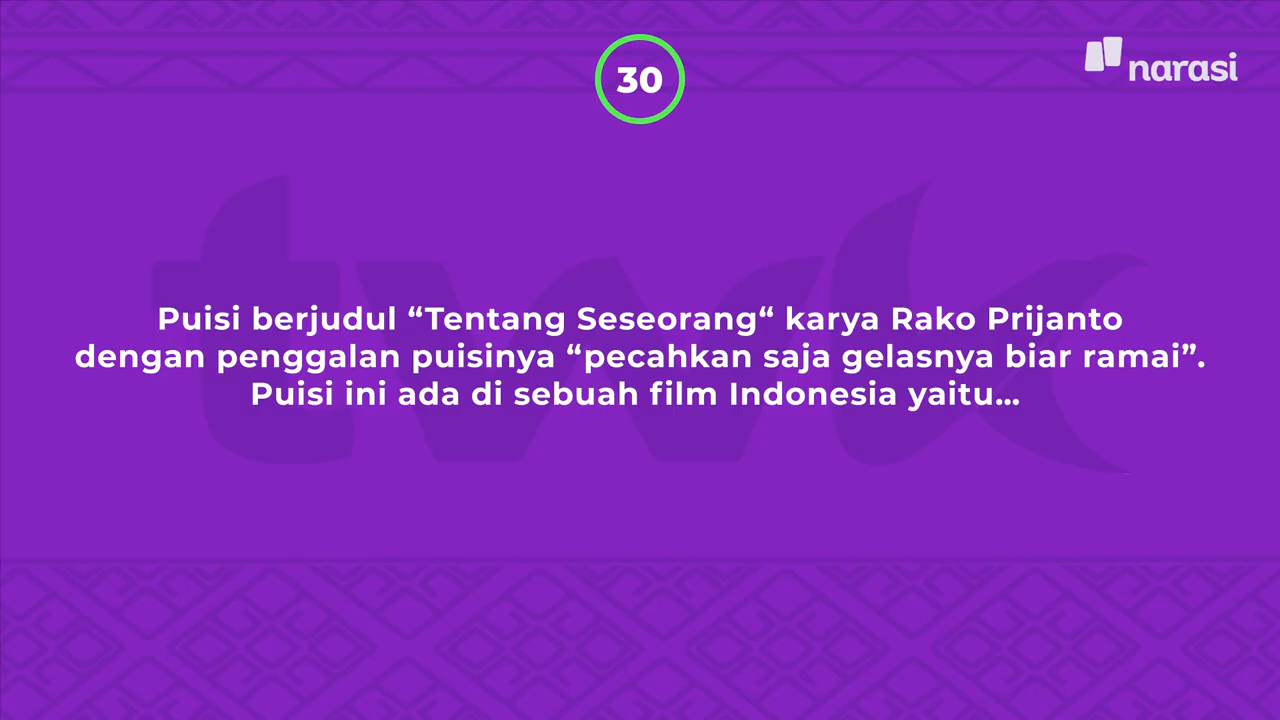 30
narasi
twk
Puisi berjudul “Tentang Seseorang“ karya Rako Prijanto
dengan penggalan puisinya “pecahkan saja gelasnya biar ramai”.
Puisi ini ada di sebuah film Indonesia yaitu...